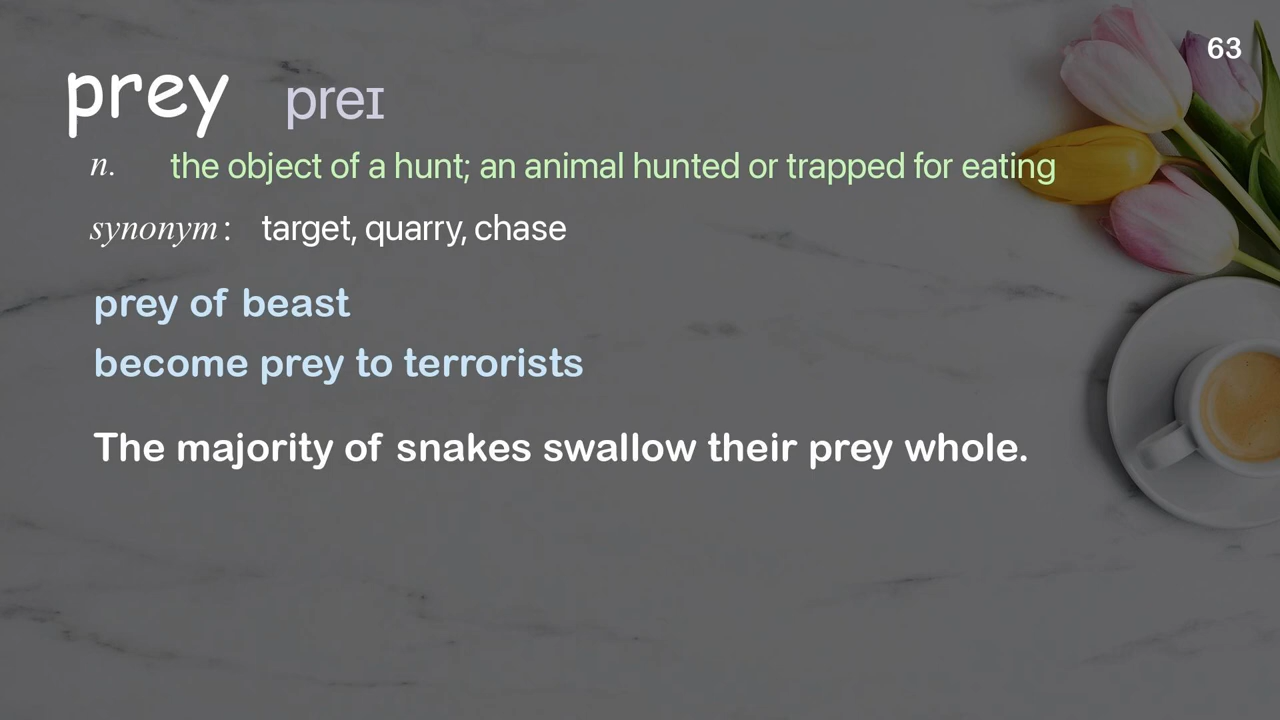 63
prey preɪ
n. the object of a hunt; an animal hunted or trapped for eating
synonym: target, quarry, chase
prey of beast
become prey to terrorists
The majority of snakes swallow their prey whole.